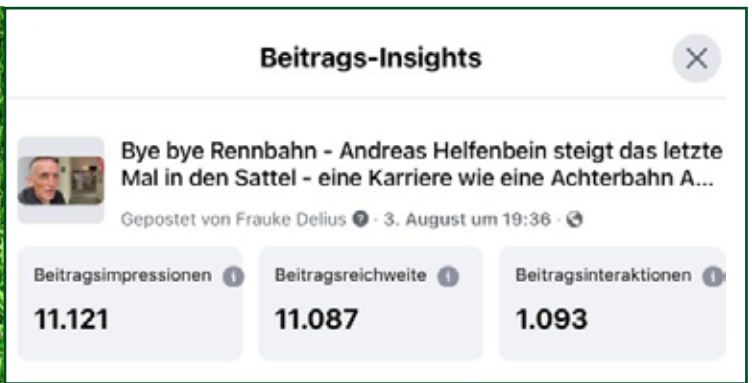 Beitrags-Insights
Bye bye Rennbahn - Andreas Helfenbein steigt das letzte
Mal in den Sattel - eine Karriere wie eine Achterbahn A...
Gepostet von Frauke Delius · 3. August um 19:36 ·
Beitragsimpressionen Beitragsreichweite Beitragsinteraktionen
11.121 11.087 1.093